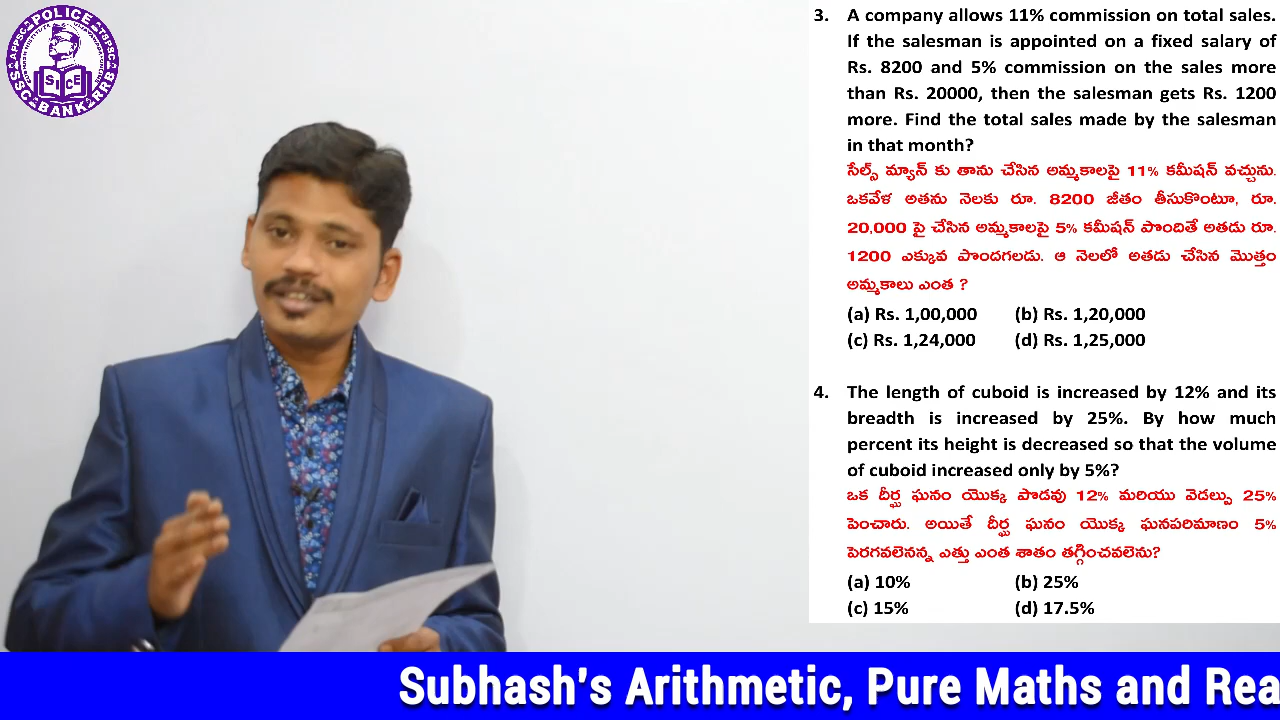 POLICE
APPSC
TSPSC
SSC
BANK
RRB
SICE
3. A company allows 11% commission on total sales.
If the salesman is appointed on a fixed salary of
Rs. 8200 and 5% commission on the sales more
than Rs. 20000, then the salesman gets Rs. 1200
more. Find the total sales made by the salesman
in that month?
సేల్స్ మ్యాన్ కు తాను చేసిన అమ్మకాలపై 11% కమీషన్ వచ్చును.
ఒకవేళ అతను నెలకు రూ. 8200 జీతం తీసుకొంటూ, రూ.
20,000 పై చేసిన అమ్మకాలపై 5% కమీషన్ పొందితే అతడు రూ.
1200 ఎక్కువ పొందగలడు. ఆ నెలలో అతడు చేసిన మొత్తం
అమ్మకాలు ఎంత ?
(a) Rs. 1,00,000 (b) Rs. 1,20,000
(c) Rs. 1,24,000 (d) Rs. 1,25,000
4. The length of cuboid is increased by 12% and its
breadth is increased by 25%. By how much
percent its height is decreased so that the volume
of cuboid increased only by 5%?
ఒక దీర్ఘ ఘనం యొక్క పొడవు 12% మరియు వెడల్పు 25%
పెంచారు. అయితే దీర్ఘ ఘనం యొక్క ఘనపరిమాణం 5%
పెరగవలెనన్న ఎత్తు ఎంత శాతం తగ్గించవలెను?
(a) 10% (b) 25%
(c) 15% (d) 17.5%
Subhash's Arithmetic, Pure Maths and Rea